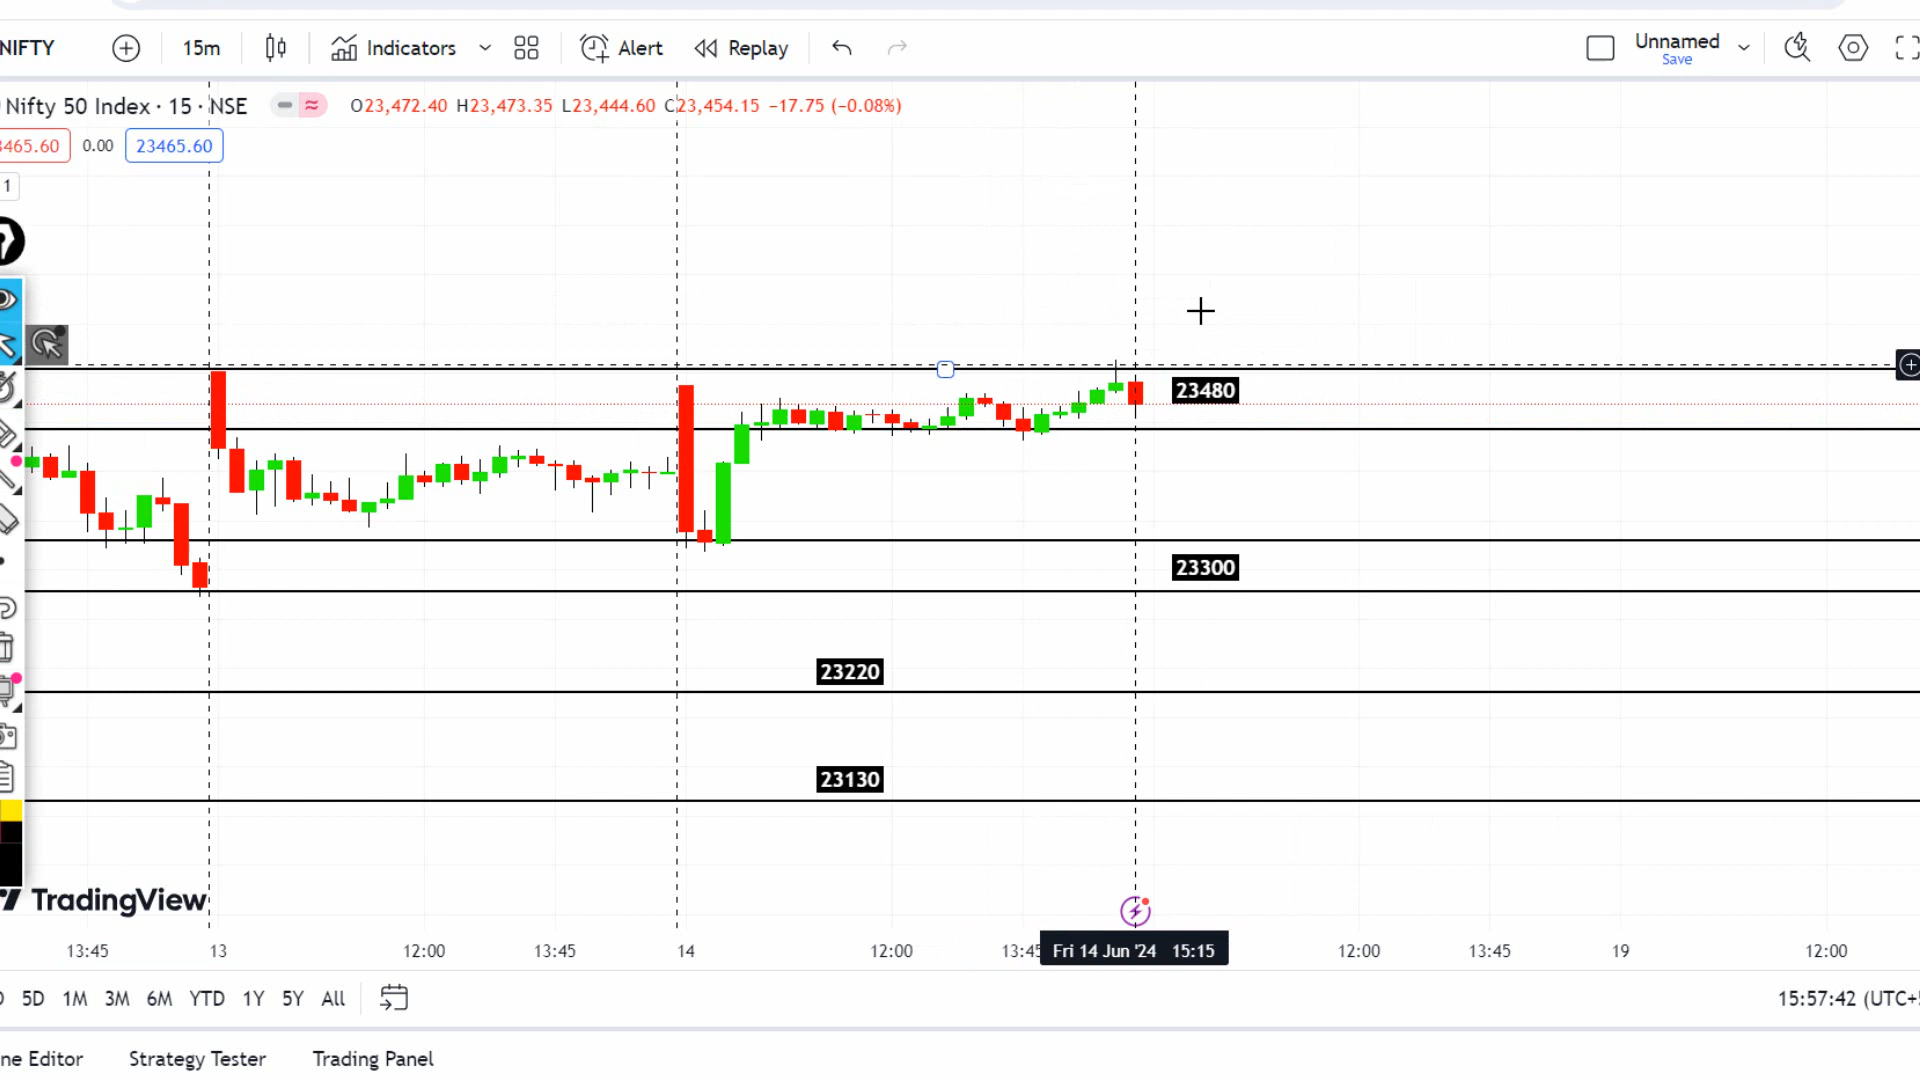 NIFTY 15m Indicators Alert Replay Unnamed
Save
Nifty 50 Index · 15 · NSE O23,472.40 H23,473.35 L23,444.60 C23,454.15 −17.75 (−0.08%)
3465.60 0.00 23465.60
1
23480
23300
23220
23130
TradingView
13:45 13 12:00 13:45 14 12:00 13:45 Fri 14 Jun '24 15:15 12:00 13:45 19 12:00
5D 1M 3M 6M YTD 1Y 5Y All 15:57:42 (UTC+5
ne Editor Strategy Tester Trading Panel